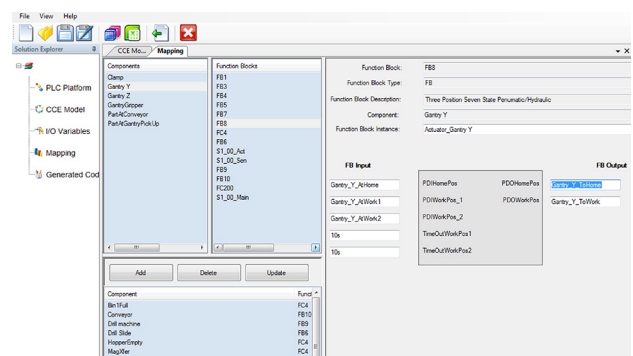 File View Help
Solution Explorer
CCE Mo... Mapping
PLC Platform
CCE Model
I/O Variables
Mapping
Generated Cod
Components
Clamp
Gantry Y
Gantry Z
GantryGripper
PartAtConveyor
PartAtGantryPickUp
Function Blocks
FB1
FB3
FB4
FB5
FB7
FB8
FC4
FB6
S1_00_Act
S1_00_Sen
FB9
FB10
FC200
S1_00_Main
Function Block: FB8
Function Block Type: FB
Function Block Description: Three Position Seven State Penumatic/Hydraulic
Component: Gantry Y
Function Block Instance: Actuator_Gantry Y
FB Input FB Output
Gantry_Y_AtHome PDIHomePos PDOHomePos Gantry_Y_ToHome
Gantry_Y_AtWork1 PDIWorkPos_1 PDOWorkPos Gantry_Y_ToWork
Gantry_Y_AtWork2 PDIWorkPos_2
10s TimeOutWorkPos1
10s TimeOutWorkPos2
Add Delete Update
Component Funct
Bin1Full FC4
Conveyor FB10
Drill machine FB9
Drill Slide FB6
HopperEmpty FC4
MagXfer FC4